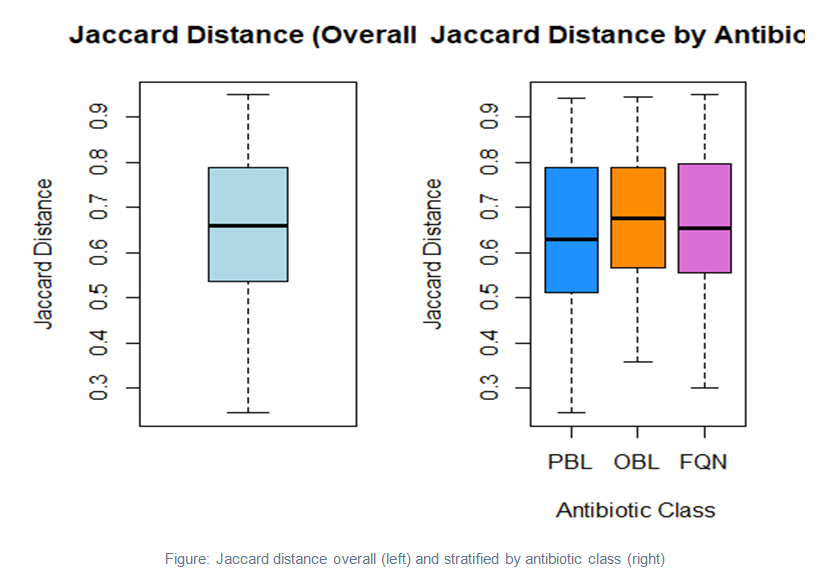 Jaccard Distance (Overall
Jaccard Distance
0.3 0.4 0.5 0.6 0.7 0.8 0.9
Jaccard Distance by Antibio
Jaccard Distance
0.3 0.4 0.5 0.6 0.7 0.8 0.9
PBL OBL FQN
Antibiotic Class
Figure: Jaccard distance overall (left) and stratified by antibiotic class (right)